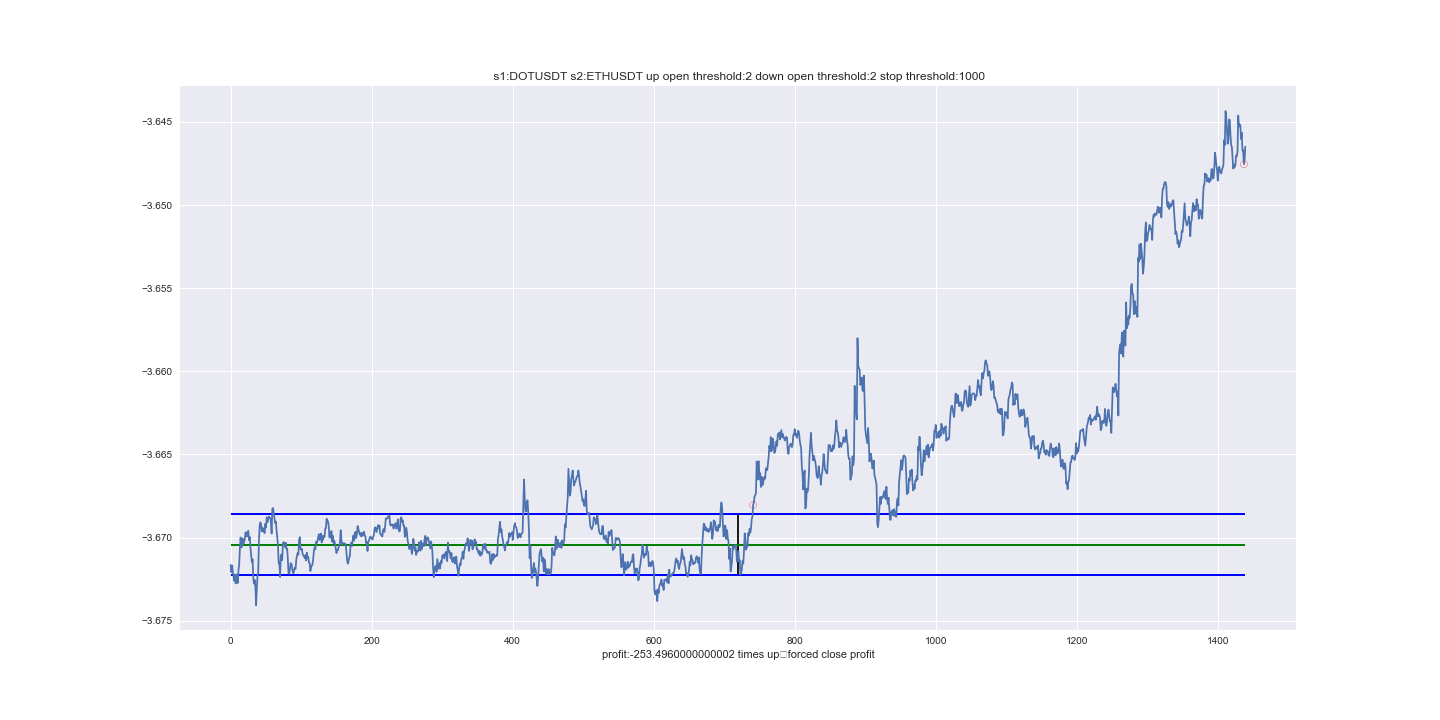 s1:DOTUSDT s2:ETHUSDT up open threshold:2 down open threshold:2 stop threshold:1000
−3.645
−3.650
−3.655
−3.660
−3.665
−3.670
−3.675
0 200 400 600 800 1000 1200 1400
profit:-253.4960000000002 times up□forced close profit